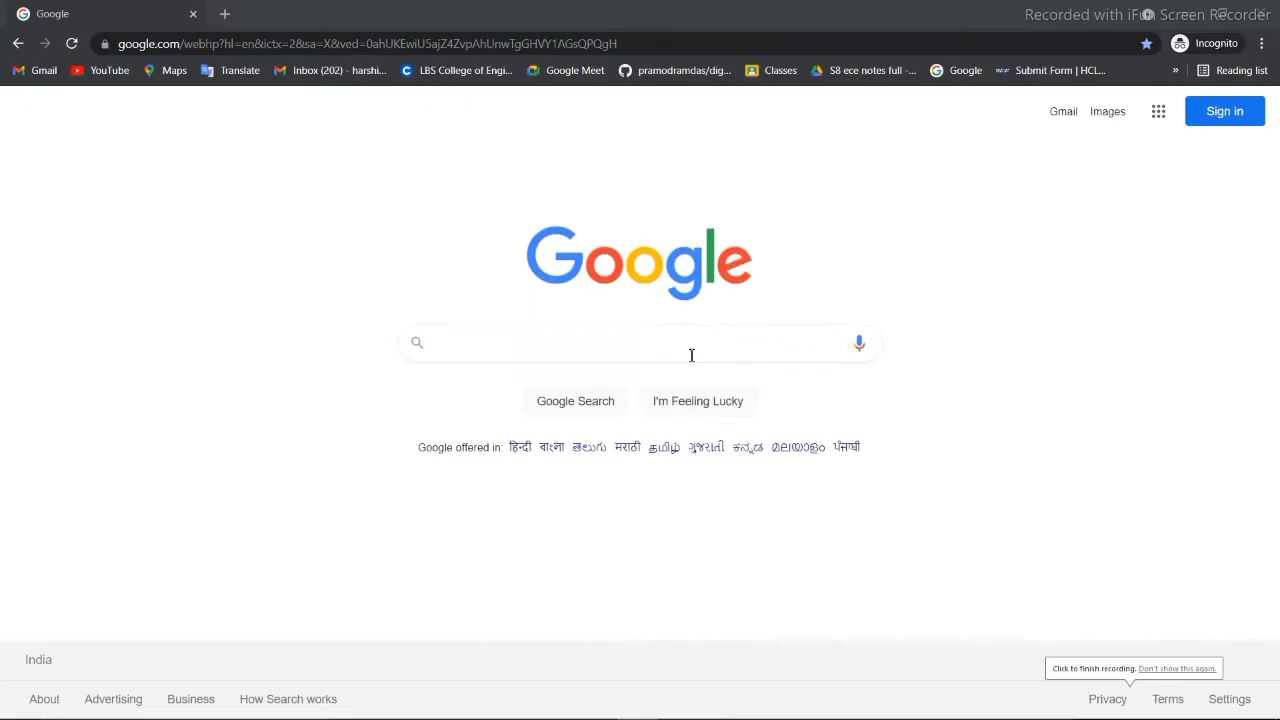 Google
Recorded with iFun Screen Recorder
google.com/webhp?hl=en&ictx=2&sa=X&ved=0ahUKEwiU5ajZ4ZvpAhUnwTgGHVY1AGsQPQgH
Incognito
Gmail YouTube Maps Translate Inbox (202) - harshi... LBS College of Engi... Google Meet pramodramdas/dig... Classes S8 ece notes full -... Google Submit Form | HCL... » Reading list
Gmail Images Sign in
Google
Google Search I'm Feeling Lucky
Google offered in: हिन्दी বাংলা తెలుగు मराठी தமிழ் ગુજરાતી ಕನ್ನಡ മലയാളം ਪੰਜਾਬੀ
India
Click to finish recording. Don't show this again.
About Advertising Business How Search works Privacy Terms Settings